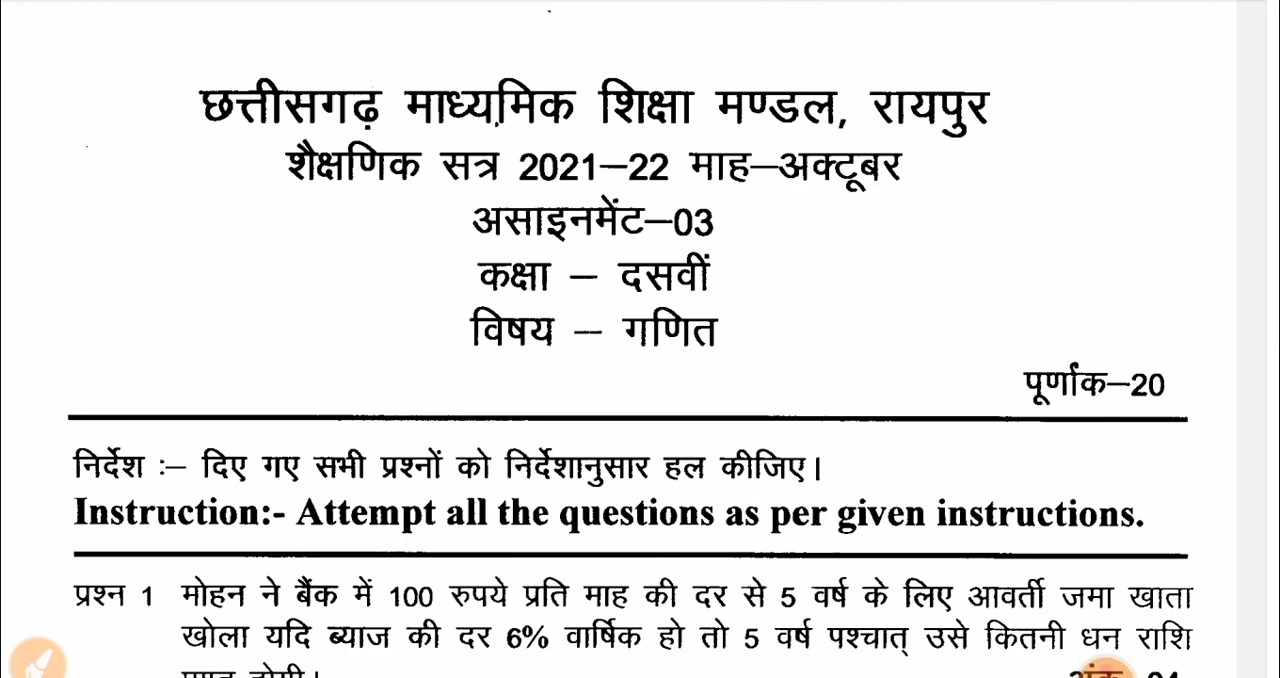 छत्तीसगढ़ माध्यमिक शिक्षा मण्डल, रायपुर
शैक्षणिक सत्र 2021–22 माह–अक्टूबर
असाइनमेंट–03
कक्षा – दसवीं
विषय – गणित
पूर्णांक–20
निर्देश :– दिए गए सभी प्रश्नों को निर्देशानुसार हल कीजिए।
Instruction:- Attempt all the questions as per given instructions.
प्रश्न 1 मोहन ने बैंक में 100 रुपये प्रति माह की दर से 5 वर्ष के लिए आवर्ती जमा खाता
खोला यदि ब्याज की दर 6% वार्षिक हो तो 5 वर्ष पश्चात् उसे कितनी धन राशि